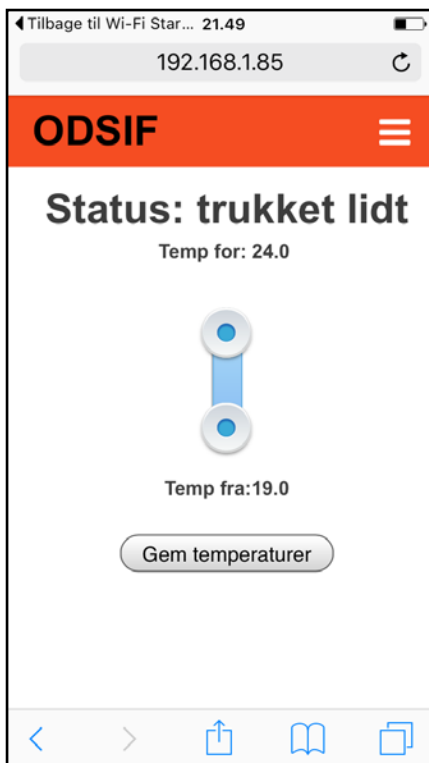 Tilbage til Wi-Fi Star... 21.49
192.168.1.85
ODSIF
Status: trukket lidt
Temp for: 24.0
Temp fra:19.0
Gem temperaturer